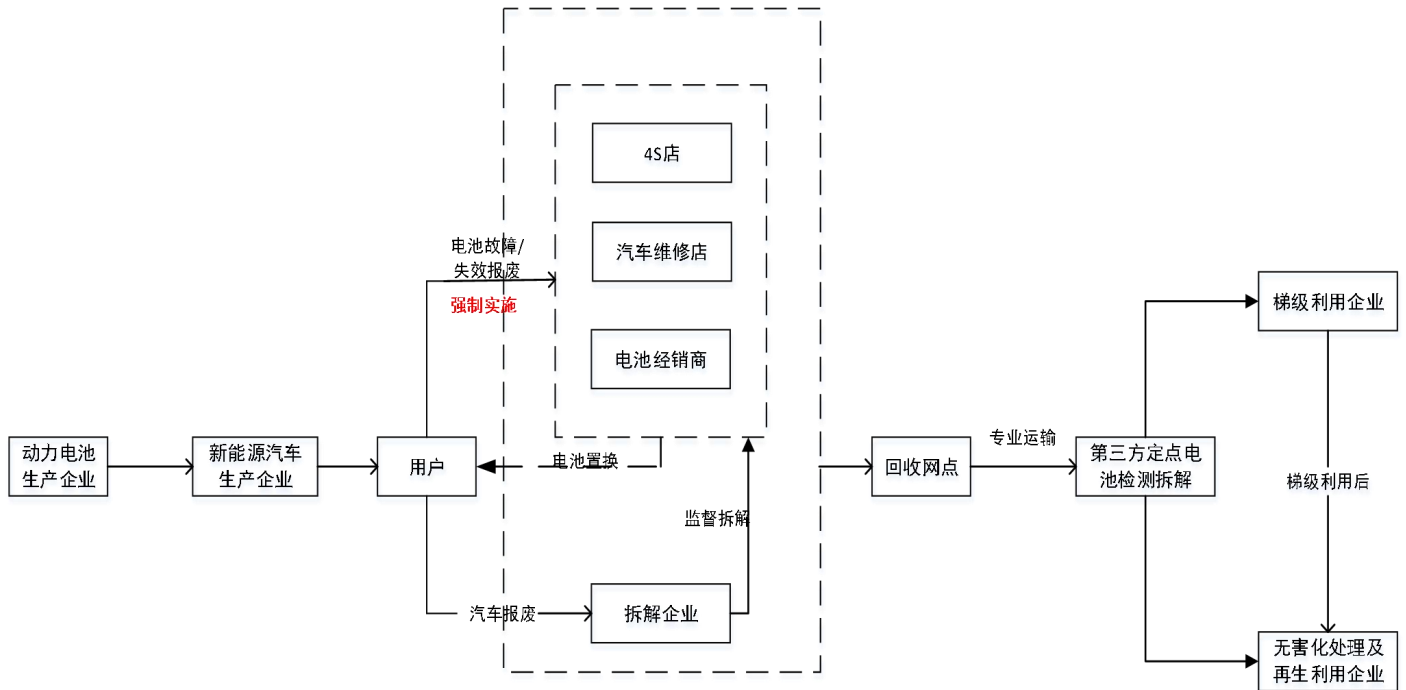 4S店
汽车维修店
电池经销商
电池故障/
失效报废
强制实施
动力电池
生产企业
新能源汽车
生产企业
用户
电池置换
监督拆解
汽车报废
拆解企业
回收网点
专业运输
第三方定点电
池检测拆解
梯级利用企业
梯级利用后
无害化处理及
再生利用企业